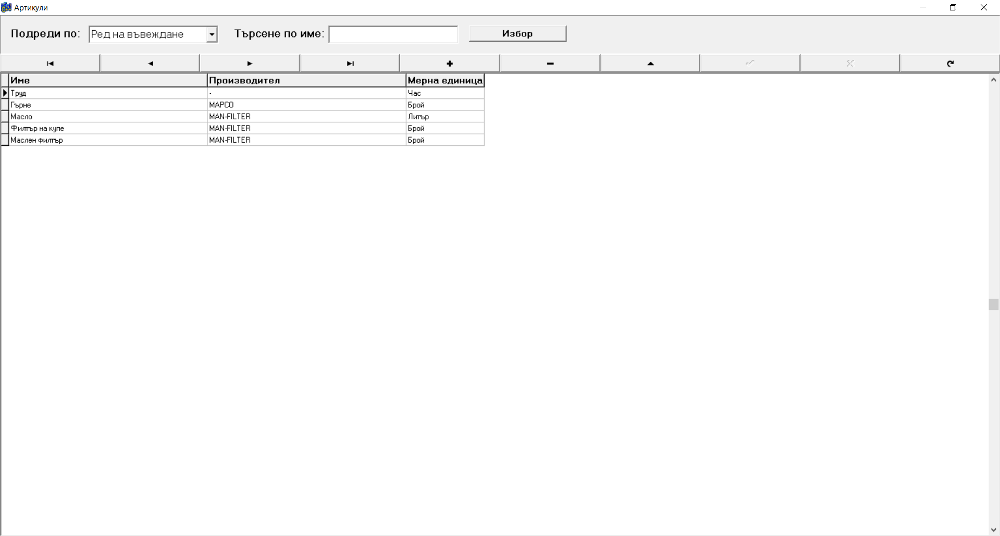 Артикули
Подреди по: Ред на въвеждане Търсене по име: Избор
Име Производител Мерна единица
Труд - Час
Гърне MAPCO Брой
Масло MAN-FILTER Литър
Филтър на купе MAN-FILTER Брой
Маслен филтър MAN-FILTER Брой